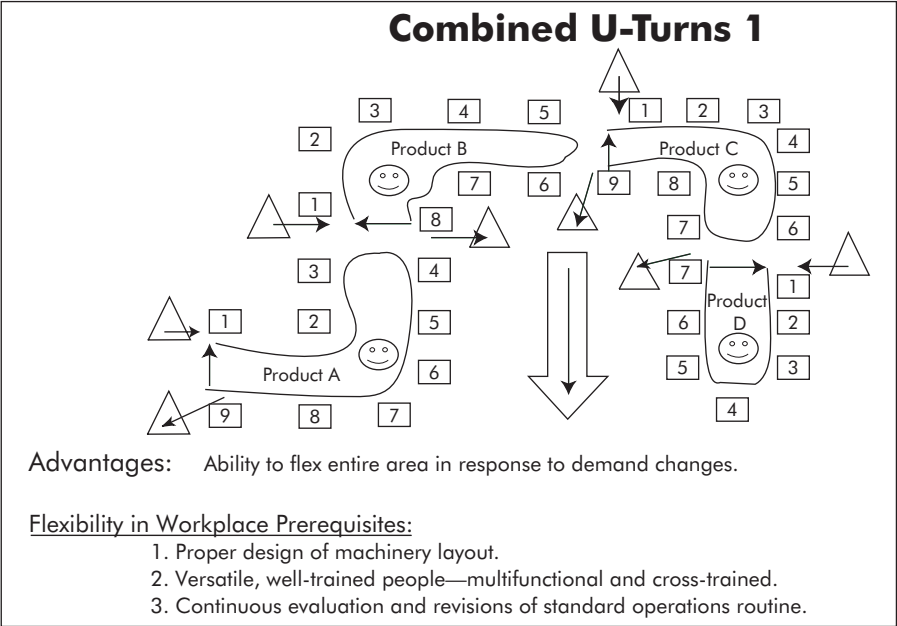 Combined U-Turns 1
3 4 5
2
Product B
1
7 6
8
1 2 3
Product C
4
9 8 5
7 6
3 4
1 2 5
Product A
6
9 8 7
7
1
Product
D
6 2
5 3
4
Advantages: Ability to flex entire area in response to demand changes.
Flexibility in Workplace Prerequisites:
1. Proper design of machinery layout.
2. Versatile, well-trained people—multifunctional and cross-trained.
3. Continuous evaluation and revisions of standard operations routine.